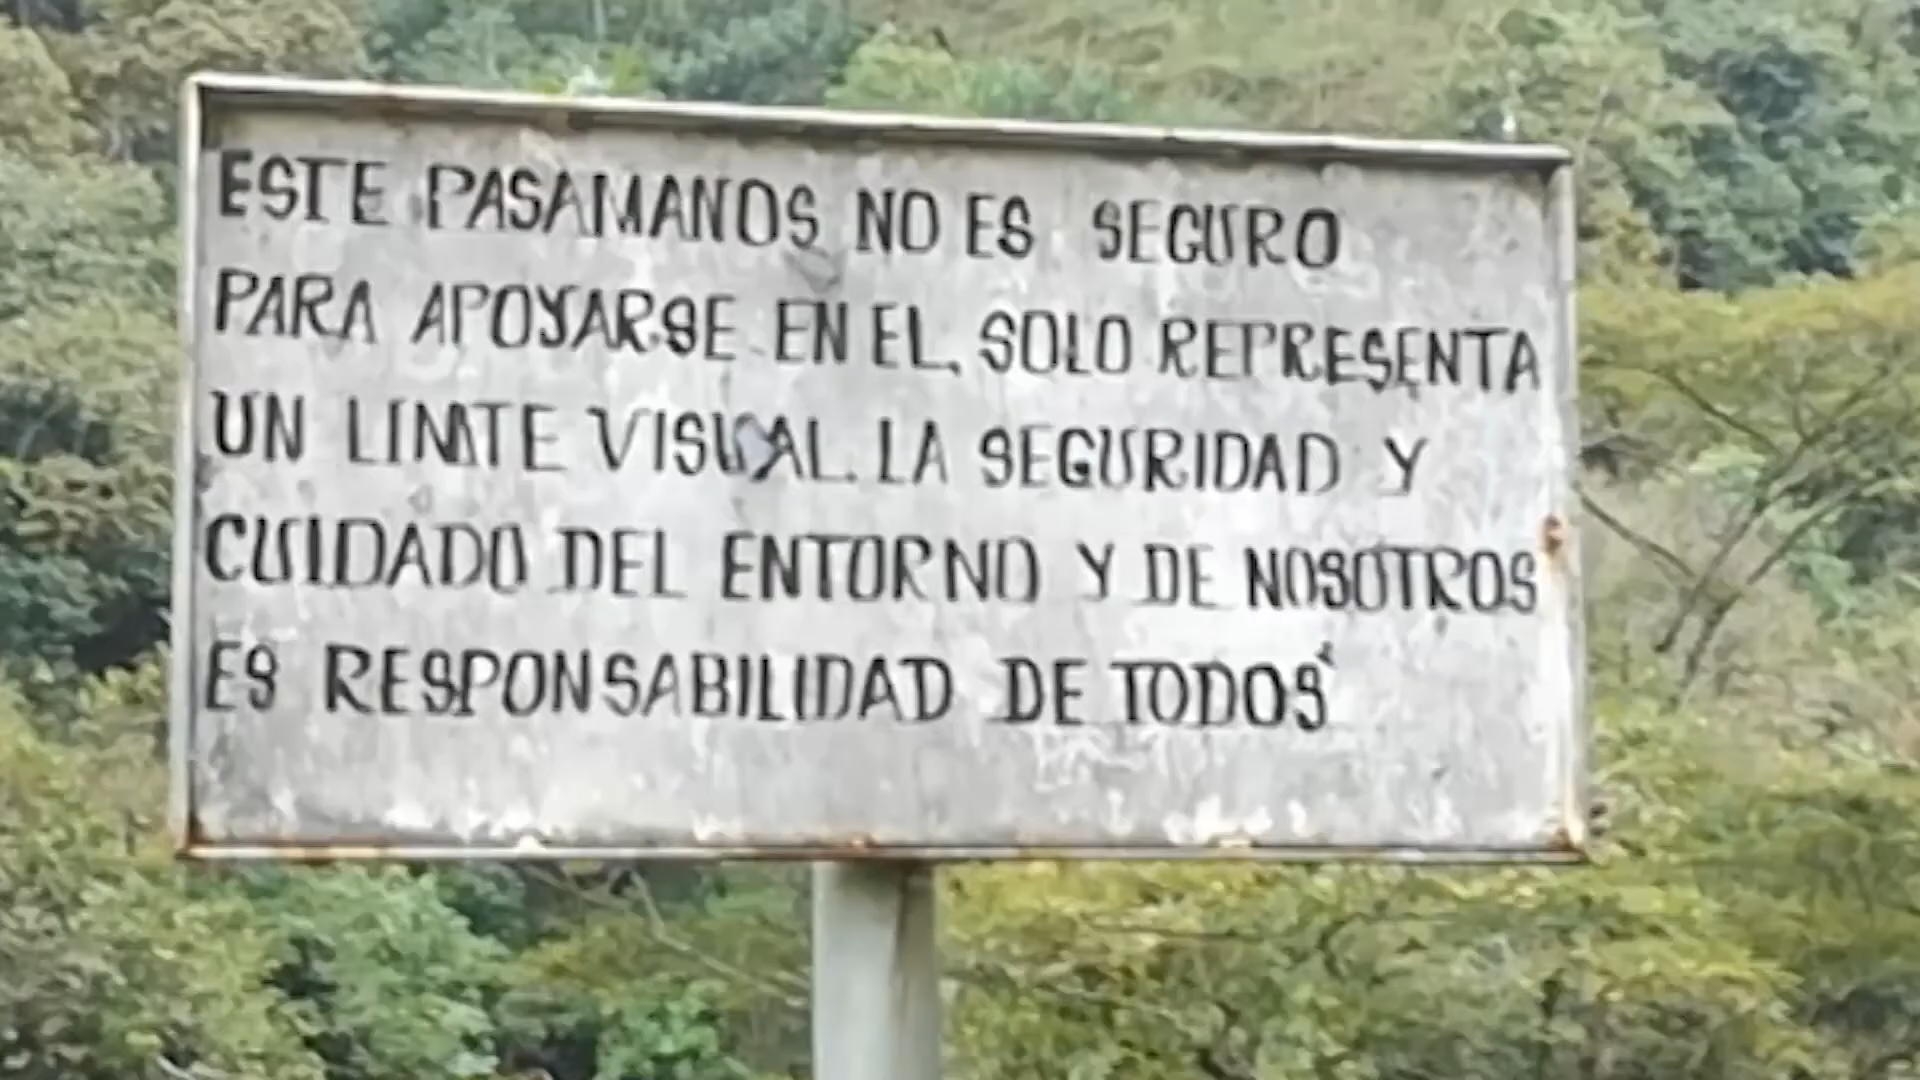 ESTE PASAMANOS NO ES SEGURO
PARA APOYARSE EN EL, SOLO REPRESENTA
UN LIMITE VISUAL. LA SEGURIDAD Y
CUIDADO DEL ENTORNO Y DE NOSOTROS
ES RESPONSABILIDAD DE TODOS